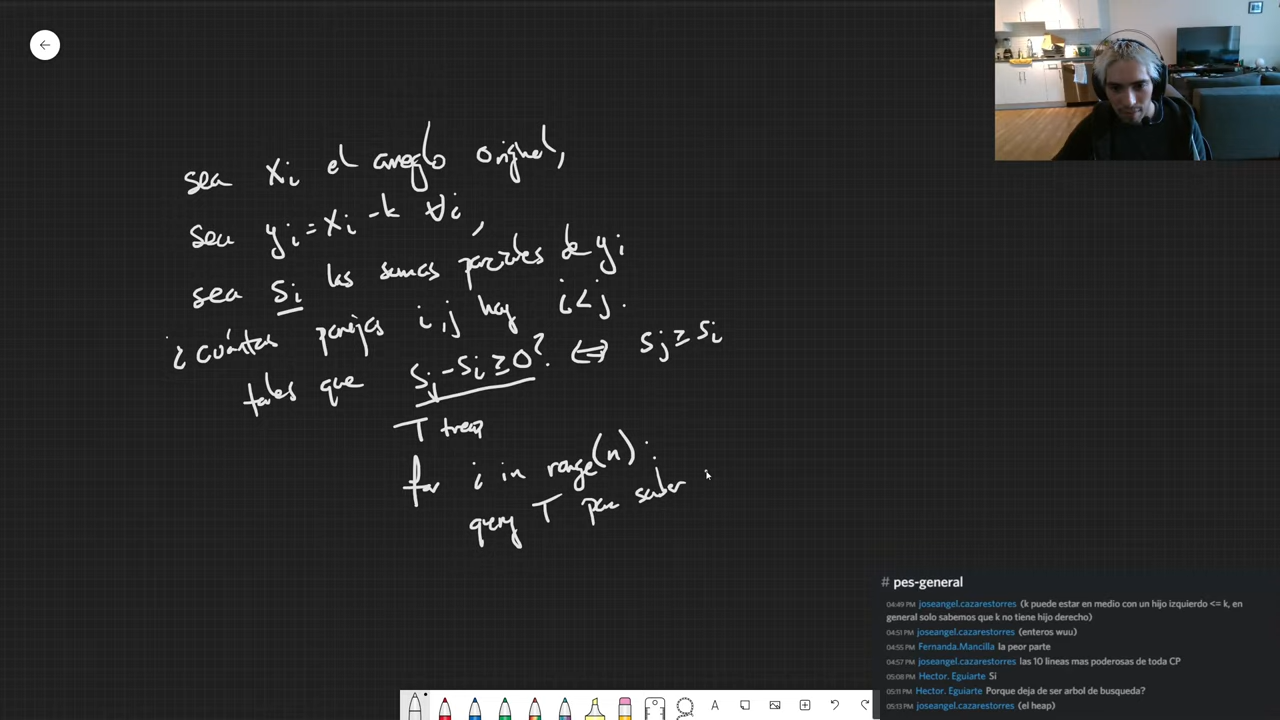 sea xi el arreglo original,
sea yi = xi - k ∀i,
sea Si las sumas parciales de yi
¿cuántas parejas i,j hay i<j.
tales que Sj - Si ≥ 0? ⟺ Sj ≥ Si
T treap
for i in range(n):
query T para saber
# pes-general
04:49 PM joseangel.cazarestorres (k puede estar en medio con un hijo izquierdo <= k, en
general solo sabemos que k no tiene hijo derecho)
04:51 PM joseangel.cazarestorres (enteros wuu)
04:55 PM Fernanda.Mancilla la peor parte
04:57 PM joseangel.cazarestorres las 10 lineas mas poderosas de toda CP
05:08 PM Hector. Eguiarte Si
05:11 PM Hector. Eguiarte Porque deja de ser arbol de busqueda?
05:13 PM joseangel.cazarestorres (el heap)
A